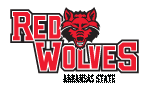 RED
WOLVES
ARKANSAS STATE